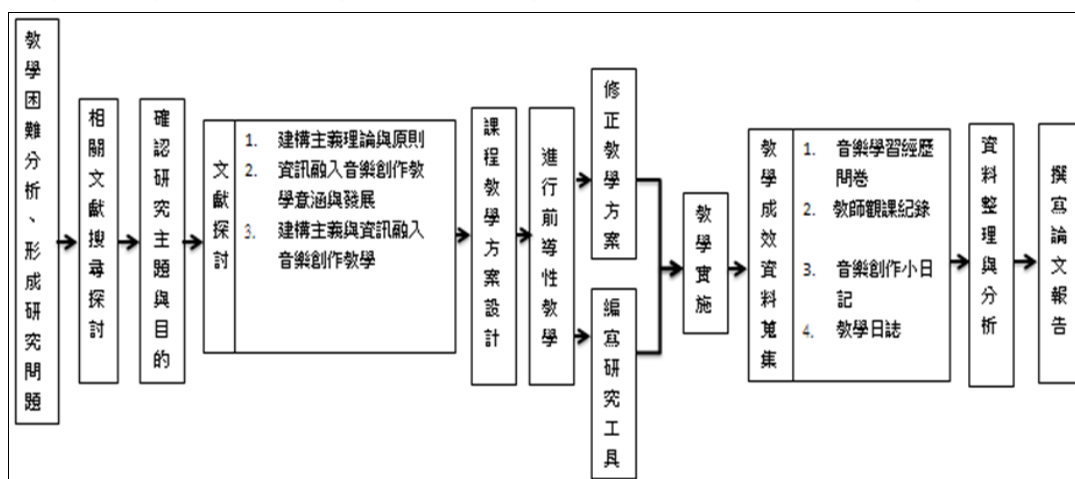 教學困難分析、形成研究問題
相關文獻搜尋探討
確認研究主題與目的
文獻探討
1. 建構主義理論與原則
2. 資訊融入音樂創作教
學意涵與發展
3. 建構主義與資訊融入
音樂創作教學
課程教學方案設計
進行前導性教學
修正教學方案
編寫研究工具
教學實施
教學成效資料蒐集
1. 音樂學習經歷
問卷
2. 教師觀課紀錄
3. 音樂創作小日
記
4. 教學日誌
資料整理與分析
撰寫論文報告